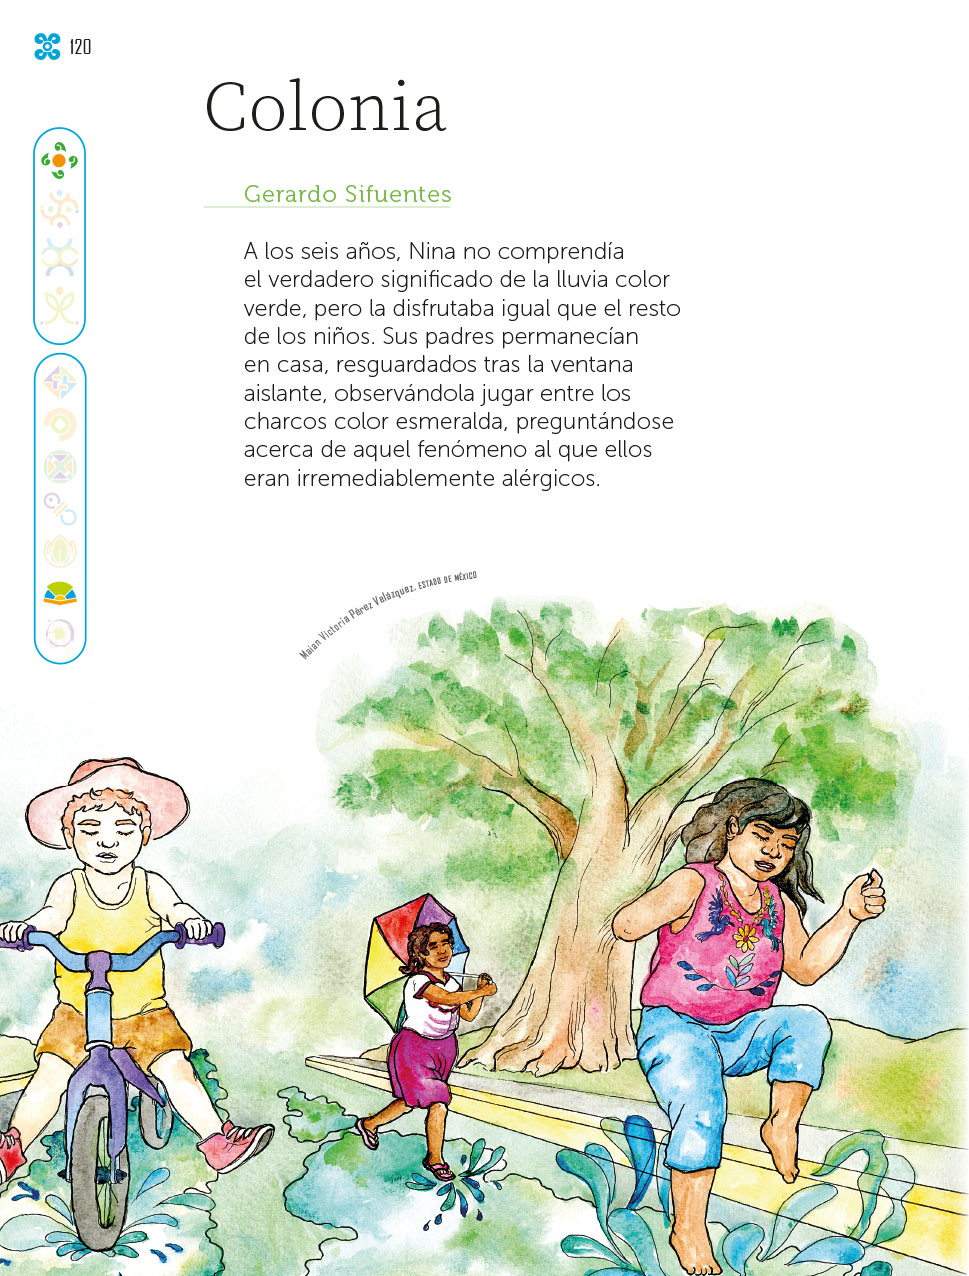 120
Colonia
Gerardo Sifuentes
A los seis años, Nina no comprendía
el verdadero significado de la lluvia color
verde, pero la disfrutaba igual que el resto
de los niños. Sus padres permanecían
en casa, resguardados tras la ventana
aislante, observándola jugar entre los
charcos color esmeralda, preguntándose
acerca de aquel fenómeno al que ellos
eran irremediablemente alérgicos.
Maian Victoria Pérez Velázquez. ESTADO DE MÉXICO